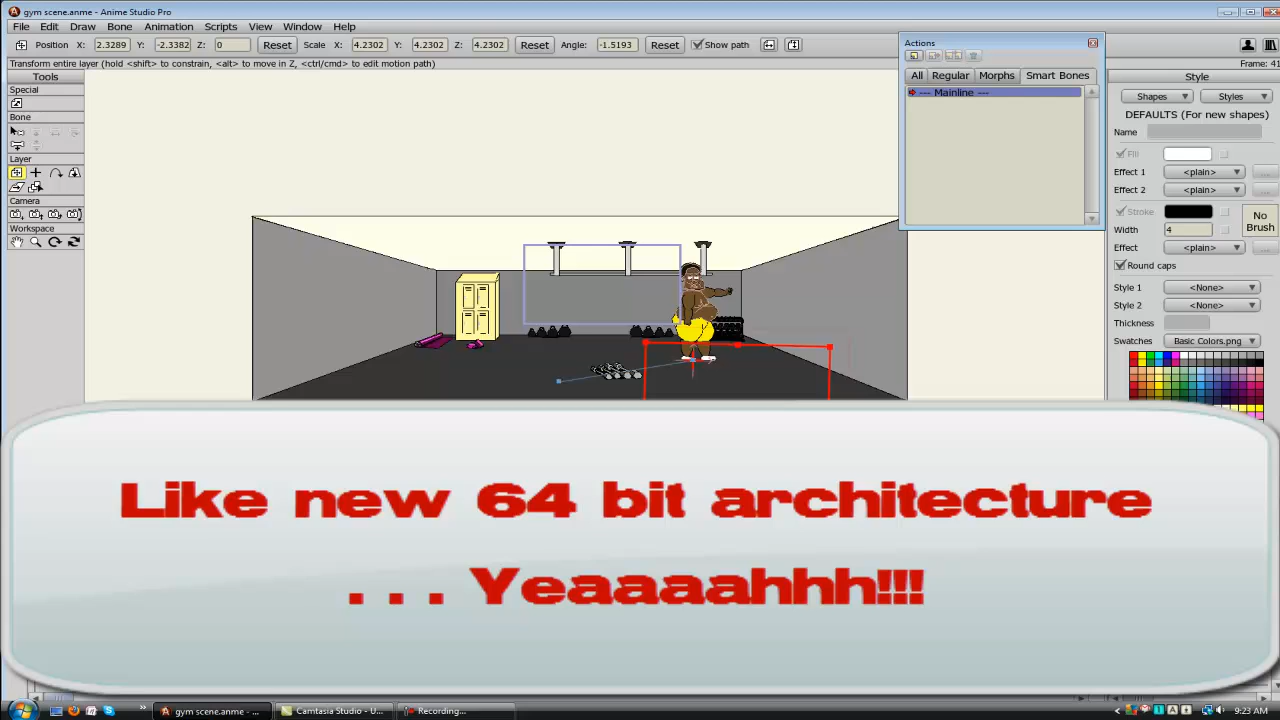 gym scene.anme - Anime Studio Pro
File Edit Draw Bone Animation Scripts View Window Help
Position X: 2.3289 Y: -2.3382 Z: 0 Reset Scale X: 4.2302 Y: 4.2302 Z: 4.2302 Reset Angle: -1.5193 Reset Show path
Transform entire layer (hold <shift> to constrain, <alt> to move in Z, <ctrl/cmd> to edit motion path)
Frame: 41
Tools
Special
Bone
Layer
Camera
Workspace
Actions
All Regular Morphs Smart Bones
--- Mainline ---
Style
Shapes Styles
DEFAULTS (For new shapes)
Name
Fill
Effect 1 <plain> ...
Effect 2 <plain> ...
Stroke
Width 4
No
Brush
Effect <plain> ...
Round caps
Style 1 <None>
Style 2 <None>
Thickness
Swatches Basic Colors.png
Like new 64 bit architecture
. . . Yeaaaaahhh!!!
gym scene.anme - ...
Camtasia Studio - U...
Recording...
9:23 AM